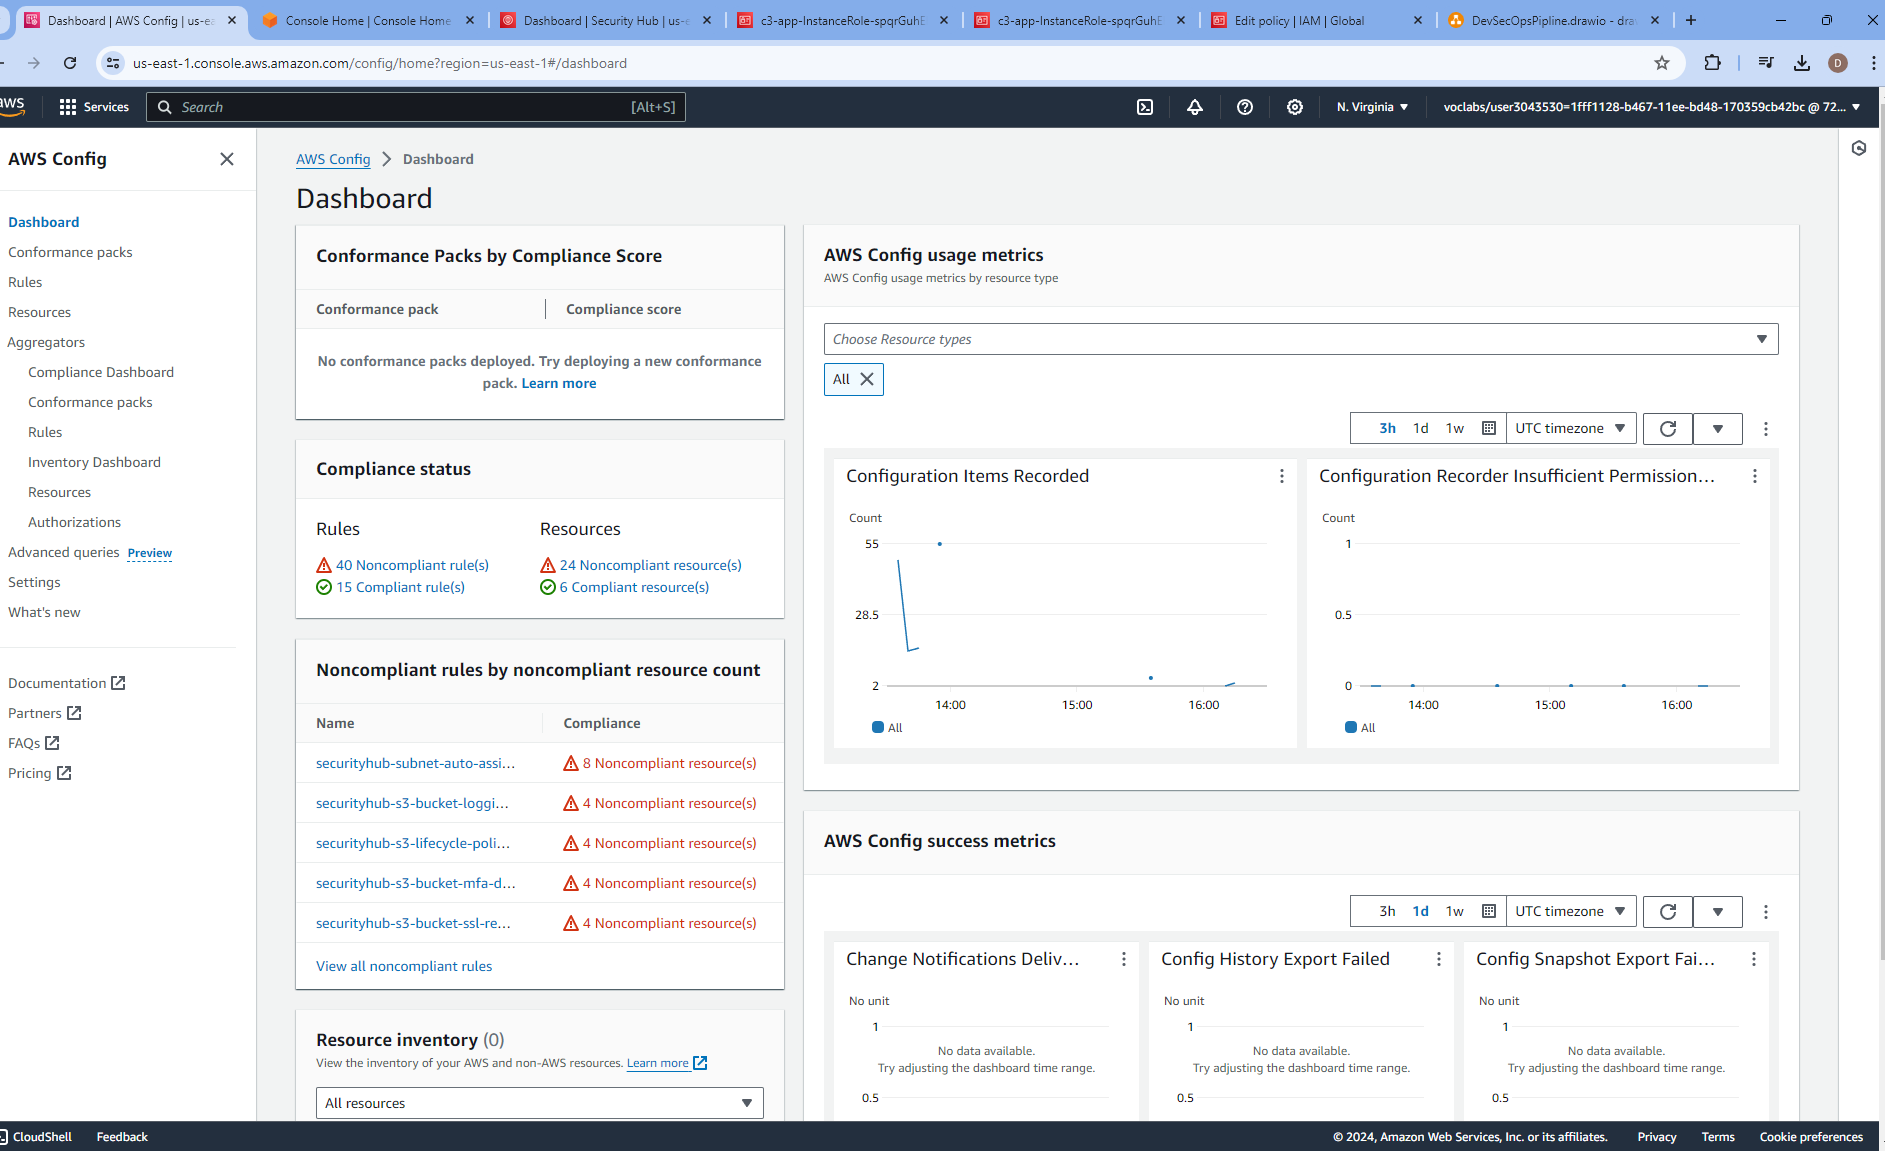 Dashboard | AWS Config | us-ea
Console Home | Console Home
Dashboard | Security Hub | us-e
c3-app-InstanceRole-spqrGuhE
c3-app-InstanceRole-spqrGuhE
Edit policy | IAM | Global
DevSecOpsPipline.drawio - draw
us-east-1.console.aws.amazon.com/config/home?region=us-east-1#/dashboard
D
aws
Services
Search
[Alt+S]
N. Virginia
voclabs/user3043530=1fff1128-b467-11ee-bd48-170359cb42bc @ 72...
AWS Config
Dashboard
Conformance packs
Rules
Resources
Aggregators
Compliance Dashboard
Conformance packs
Rules
Inventory Dashboard
Resources
Authorizations
Advanced queries Preview
Settings
What's new
Documentation
Partners
FAQs
Pricing
AWS Config > Dashboard
Dashboard
Conformance Packs by Compliance Score
Conformance pack
Compliance score
No conformance packs deployed. Try deploying a new conformance
pack. Learn more
Compliance status
Rules
Resources
40 Noncompliant rule(s)
24 Noncompliant resource(s)
15 Compliant rule(s)
6 Compliant resource(s)
Noncompliant rules by noncompliant resource count
Name
Compliance
securityhub-subnet-auto-assi...
8 Noncompliant resource(s)
securityhub-s3-bucket-loggi...
4 Noncompliant resource(s)
securityhub-s3-lifecycle-poli...
4 Noncompliant resource(s)
securityhub-s3-bucket-mfa-d...
4 Noncompliant resource(s)
securityhub-s3-bucket-ssl-re...
4 Noncompliant resource(s)
View all noncompliant rules
Resource inventory (0)
View the inventory of your AWS and non-AWS resources. Learn more
All resources
AWS Config usage metrics
AWS Config usage metrics by resource type
Choose Resource types
All
3h
1d
1w
UTC timezone
Configuration Items Recorded
Count
55
28.5
2
14:00
15:00
16:00
All
Configuration Recorder Insufficient Permission...
Count
1
0.5
0
14:00
15:00
16:00
All
AWS Config success metrics
3h
1d
1w
UTC timezone
Change Notifications Deliv...
No unit
1
No data available.
Try adjusting the dashboard time range.
0.5
Config History Export Failed
No unit
1
No data available.
Try adjusting the dashboard time range.
0.5
Config Snapshot Export Fai...
No unit
1
No data available.
Try adjusting the dashboard time range.
0.5
CloudShell
Feedback
© 2024, Amazon Web Services, Inc. or its affiliates.
Privacy
Terms
Cookie preferences